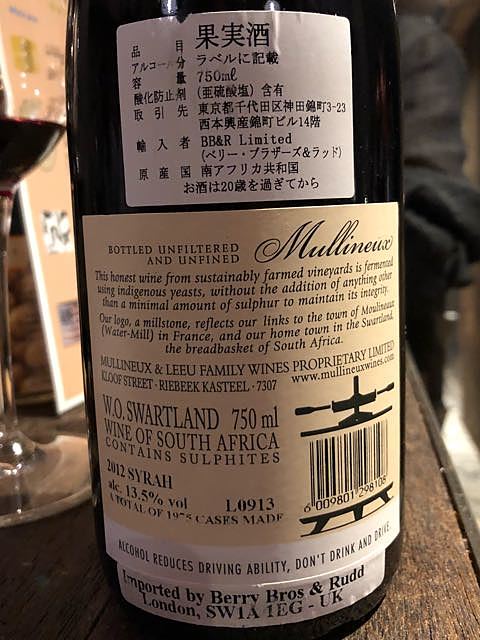 品 目 果実酒
アルコール分 ラベルに記載
容 量 750mℓ
酸化防止剤 (亜硫酸塩) 含有
取 引 先 東京都千代田区神田錦町3-23
西本興産錦町ビル14階
輸 入 者 BB&R Limited
(ベリー・ブラザーズ&ラッド)
原 産 国 南アフリカ共和国
お酒は20歳を過ぎてから
BOTTLED UNFILTERED
AND UNFINED
Mullineux
This honest wine from sustainably farmed vineyards is fermented
using indigenous yeasts, without the addition of anything other
than a minimal amount of sulphur to maintain its integrity.
Our logo, a millstone, reflects our links to the town of Moulineaux
(Water-Mill) in France, and our home town in the Swartland,
the breadbasket of South Africa.
MULLINEUX & LEEU FAMILY WINES PROPRIETARY LIMITED
KLOOF STREET · RIEBEEK KASTEEL · 7307
www.mullineuxwines.com
W.O. SWARTLAND 750 ml
WINE OF SOUTH AFRICA
CONTAINS SULPHITES
2012 SYRAH
alc. 13.5% vol L0913
A TOTAL OF CASES MADE
6 009801 298108
ALCOHOL REDUCES DRIVING ABILITY, DON'T DRINK AND DRIVE.
Imported by Berry Bros & Rudd
London, SW1A 1EG - UK